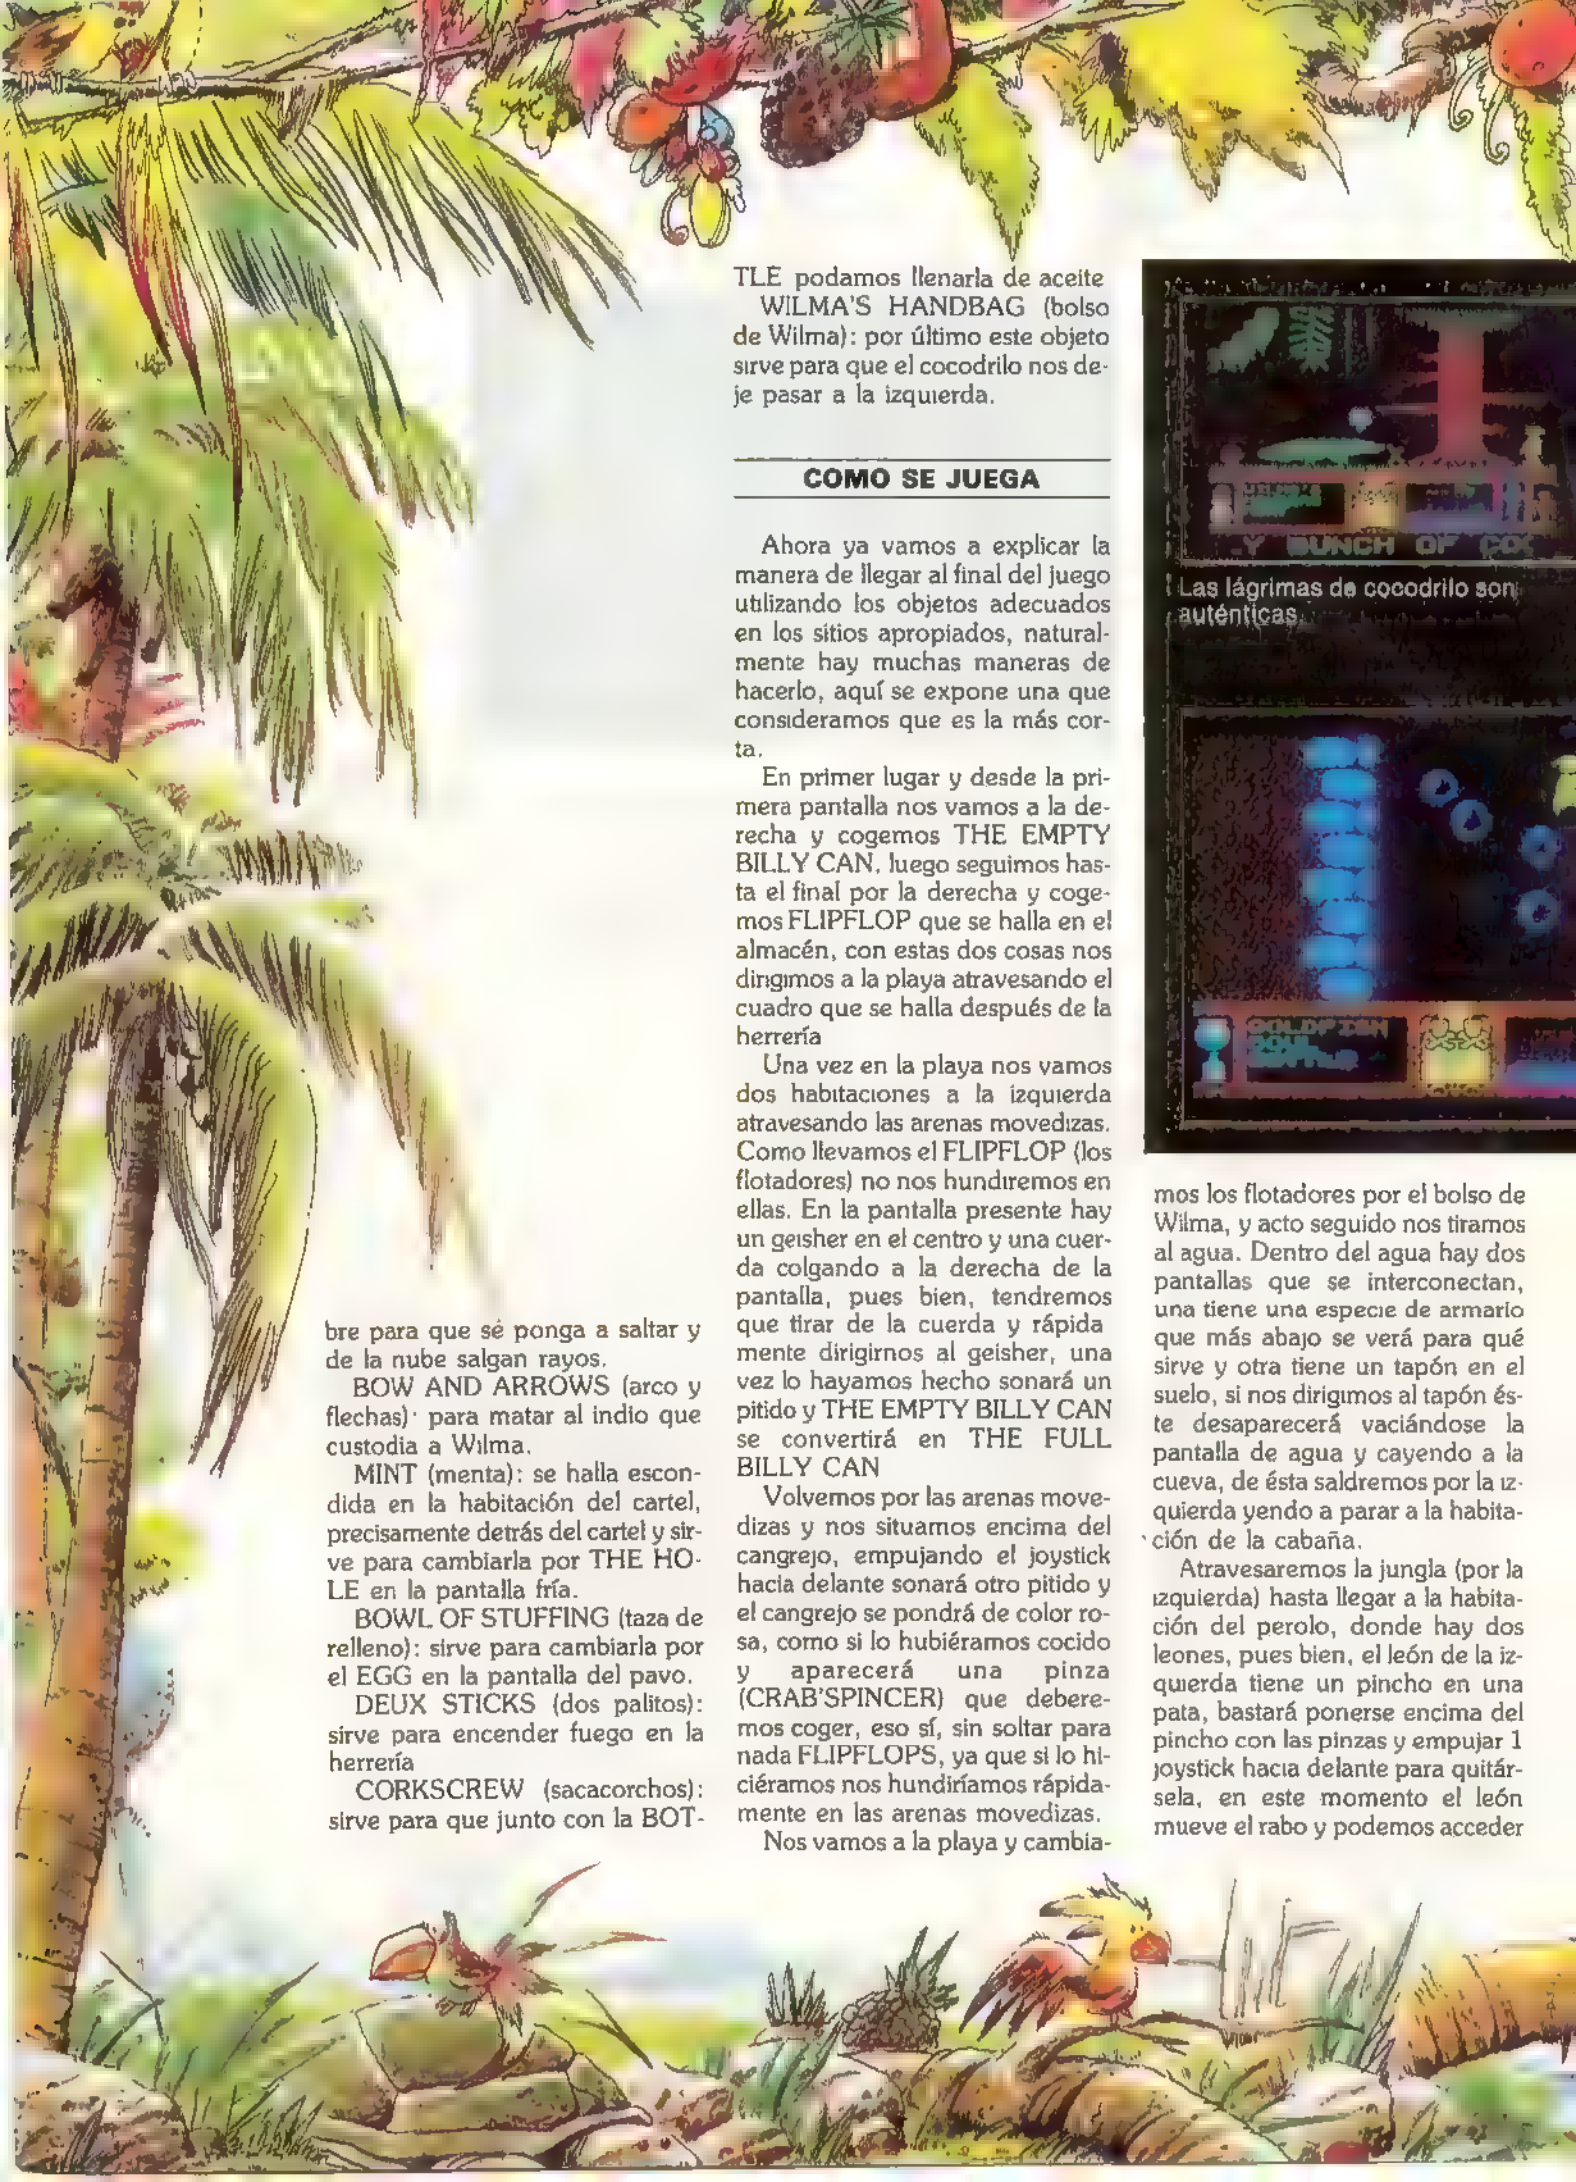 bre para que sé ponga a saltar y
de la nube salgan rayos.
BOW AND ARROWS (arco y
flechas): para matar al indio que
custodia a Wilma.
MINT (menta): se halla escon-
dida en la habitación del cartel,
precisamente detrás del cartel y sir-
ve para cambiarla por THE HO-
LE en la pantalla fría.
BOWL OF STUFFING (taza de
relleno): sirve para cambiarla por
el EGG en la pantalla del pavo.
DEUX STICKS (dos palitos):
sirve para encender fuego en la
herrería
CORKSCREW (sacacorchos):
sirve para que junto con la BOT-
TLE podamos llenarla de aceite
WILMA'S HANDBAG (bolso
de Wilma): por último este objeto
sirve para que el cocodrilo nos de-
je pasar a la izquierda.
COMO SE JUEGA
Ahora ya vamos a explicar la
manera de llegar al final del juego
utilizando los objetos adecuados
en los sitios apropiados, natural-
mente hay muchas maneras de
hacerlo, aquí se expone una que
consideramos que es la más cor-
ta.
En primer lugar y desde la pri-
mera pantalla nos vamos a la de-
recha y cogemos THE EMPTY
BILLY CAN, luego seguimos has-
ta el final por la derecha y coge-
mos FLIPFLOP que se halla en el
almacén, con estas dos cosas nos
dirigimos a la playa atravesando el
cuadro que se halla después de la
herrería
Una vez en la playa nos vamos
dos habitaciones a la izquierda
atravesando las arenas movedizas.
Como llevamos el FLIPFLOP (los
flotadores) no nos hundiremos en
ellas. En la pantalla presente hay
un geisher en el centro y una cuer-
da colgando a la derecha de la
pantalla, pues bien, tendremos
que tirar de la cuerda y rápida
mente dirigirnos al geisher, una
vez lo hayamos hecho sonará un
pitido y THE EMPTY BILLY CAN
se convertirá en THE FULL
BILLY CAN
Volvemos por las arenas move-
dizas y nos situamos encima del
cangrejo, empujando el joystick
hacia delante sonará otro pitido y
el cangrejo se pondrá de color ro-
sa, como si lo hubiéramos cocido
y aparecerá una pinza
(CRAB'SPINCER) que debere-
mos coger, eso sí, sin soltar para
nada FLIPFLOPS, ya que si lo hi-
ciéramos nos hundiríamos rápida-
mente en las arenas movedizas.
Nos vamos a la playa y cambia-
Y BUNCH OF COX
Las lágrimas de cocodrilo son
auténticas.
GOLDFISH
BOWL
mos los flotadores por el bolso de
Wilma, y acto seguido nos tiramos
al agua. Dentro del agua hay dos
pantallas que se interconectan,
una tiene una especie de armario
que más abajo se verá para qué
sirve y otra tiene un tapón en el
suelo, si nos dirigimos al tapón és-
te desaparecerá vaciándose la
pantalla de agua y cayendo a la
cueva, de ésta saldremos por la iz-
quierda yendo a parar a la habita-
ción de la cabaña.
Atravesaremos la jungla (por la
izquierda) hasta llegar a la habita-
ción del perolo, donde hay dos
leones, pues bien, el león de la iz-
quierda tiene un pincho en una
pata, bastará ponerse encima del
pincho con las pinzas y empujar 1
joystick hacia delante para quitár-
sela, en este momento el león
mueve el rabo y podemos acceder